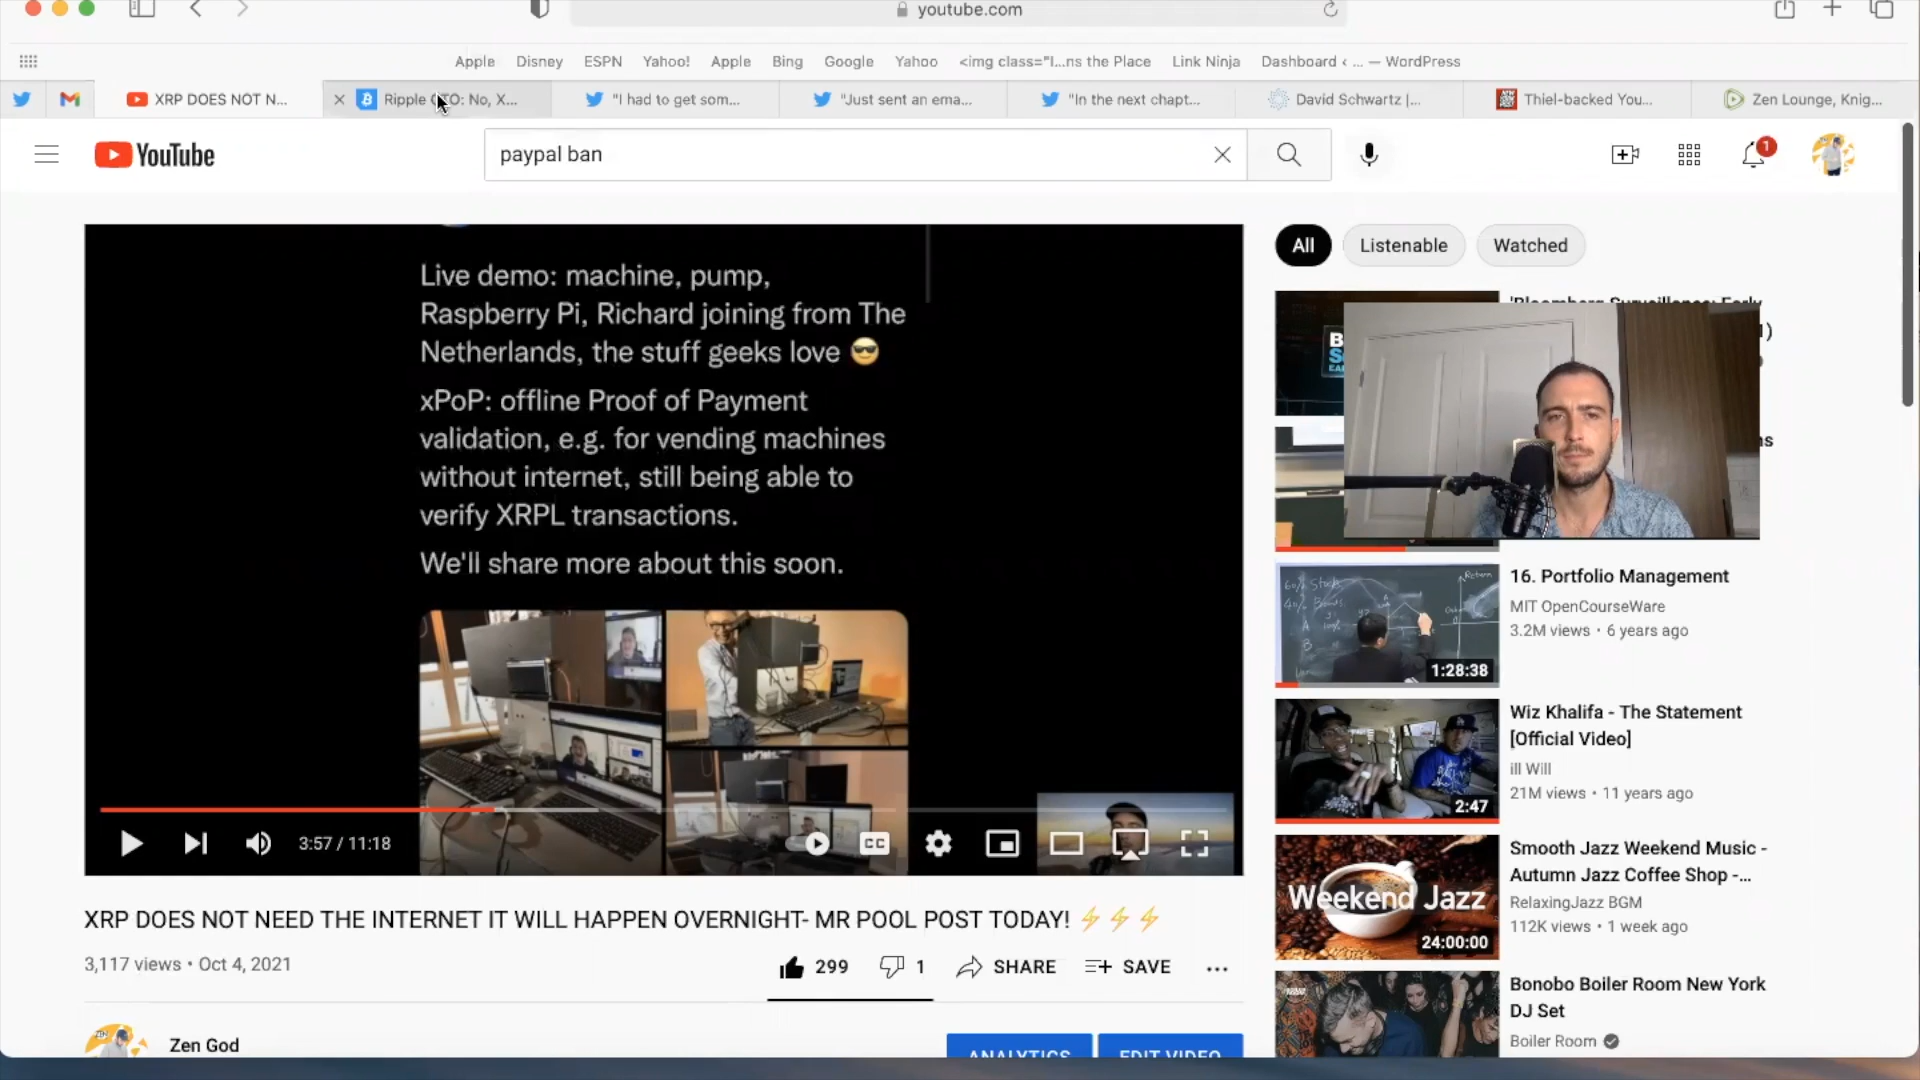 youtube.com
Apple Disney ESPN Yahoo! Apple Bing Google Yahoo <img class="l...ns the Place Link Ninja Dashboard ‹ ... — WordPress
XRP DOES NOT N...
Ripple CTO: No, X...
"I had to get som...
"Just sent an ema...
"In the next chapt...
David Schwartz |...
Thiel-backed You...
Zen Lounge, Knig...
YouTube
paypal ban
1
Live demo: machine, pump,
Raspberry Pi, Richard joining from The
Netherlands, the stuff geeks love 😎
xPoP: offline Proof of Payment
validation, e.g. for vending machines
without internet, still being able to
verify XRPL transactions.
We'll share more about this soon.
3:57 / 11:18
CC
XRP DOES NOT NEED THE INTERNET IT WILL HAPPEN OVERNIGHT- MR POOL POST TODAY! ⚡⚡⚡
3,117 views • Oct 4, 2021
299
1
SHARE
SAVE
...
Zen God
ANALYTICS
EDIT VIDEO
All
Listenable
Watched
'Bloomberg Surveillance: Early
1)
16. Portfolio Management
MIT OpenCourseWare
3.2M views • 6 years ago
1:28:38
Wiz Khalifa - The Statement
[Official Video]
ill Will
21M views • 11 years ago
2:47
Smooth Jazz Weekend Music -
Autumn Jazz Coffee Shop -...
RelaxingJazz BGM
112K views • 1 week ago
Weekend Jazz
24:00:00
Bonobo Boiler Room New York
DJ Set
Boiler Room